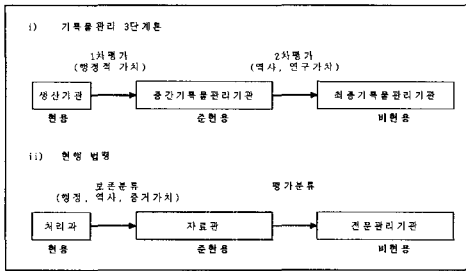 i) 기록물관리 3단계론
1차평가 2차평가
(행정적 가치) (역사, 연구가치)
생산기관 중간기록물관리기관 최종기록물관리기관
현용 준현용 비현용
ii) 현행 법령
보존분류 평가분류
(행정, 역사, 증거가치)
처리과 자료관 전문관리기관
현용 준현용 비현용